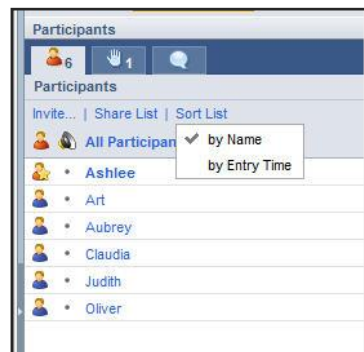 Participants
6 1
Participants
Invite... | Share List | Sort List
All Participan
by Name
by Entry Time
Ashlee
Art
Aubrey
Claudia
Judith
Oliver